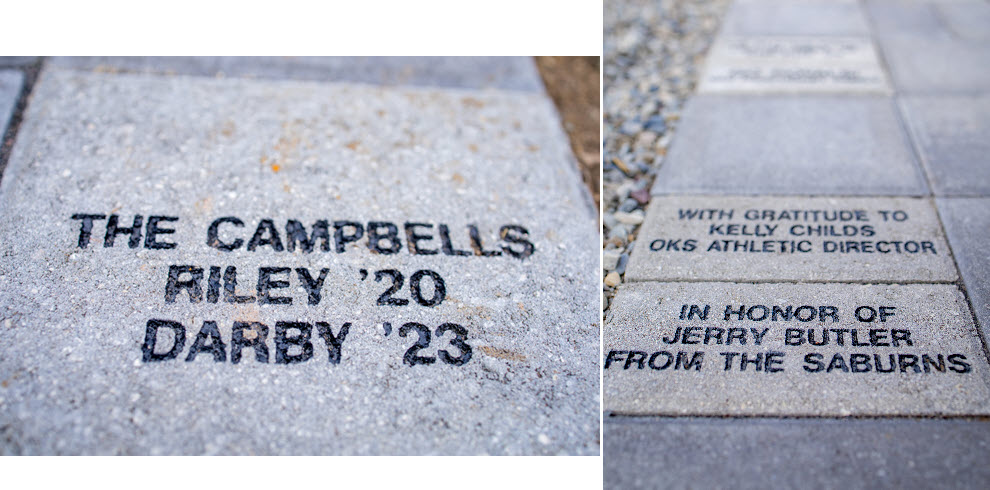 THE CAMPBELLS
RILEY '20
DARBY '23
WITH GRATITUDE TO
KELLY CHILDS
OKS ATHLETIC DIRECTOR
IN HONOR OF
JERRY BUTLER
FROM THE SABURNS